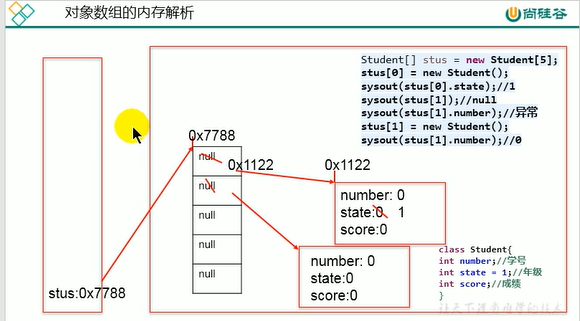 对象数组的内存解析
尚硅谷
Student[] stus = new Student[5];
stus[0] = new Student();
sysout(stus[0].state);//1
sysout(stus[1]);//null
sysout(stus[1].number);//异常
stus[1] = new Student();
sysout(stus[1].number);//0
0x7788
null
0x1122
0x1122
null
null
null
null
number: 0
state:0 1
score:0
number: 0
state:0
score:0
stus:0x7788
class Student{
int number;//学号
int state = 1;//年级
int score;//成绩
}
让天下没有难学的技术